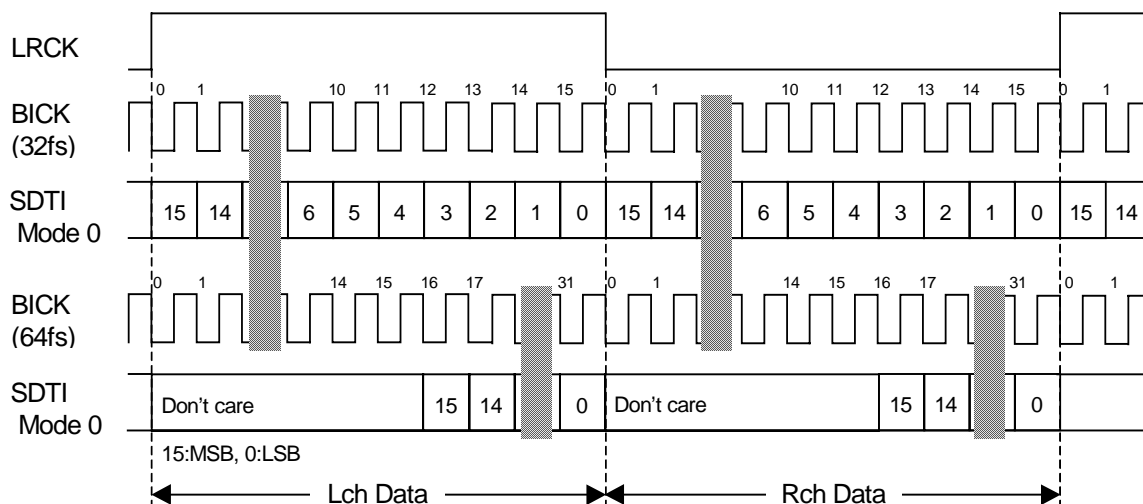 LRCK
0 1 10 11 12 13 14 15 0 1 10 11 12 13 14 15 0 1
BICK
(32fs)
SDTI
Mode 0
15 14 6 5 4 3 2 1 0 15 14 6 5 4 3 2 1 0 15 14
0 1 14 15 16 17 31 0 1 14 15 16 17 31 0 1
BICK
(64fs)
SDTI
Mode 0
Don't care 15 14 0 Don't care 15 14 0
15:MSB, 0:LSB
Lch Data Rch Data